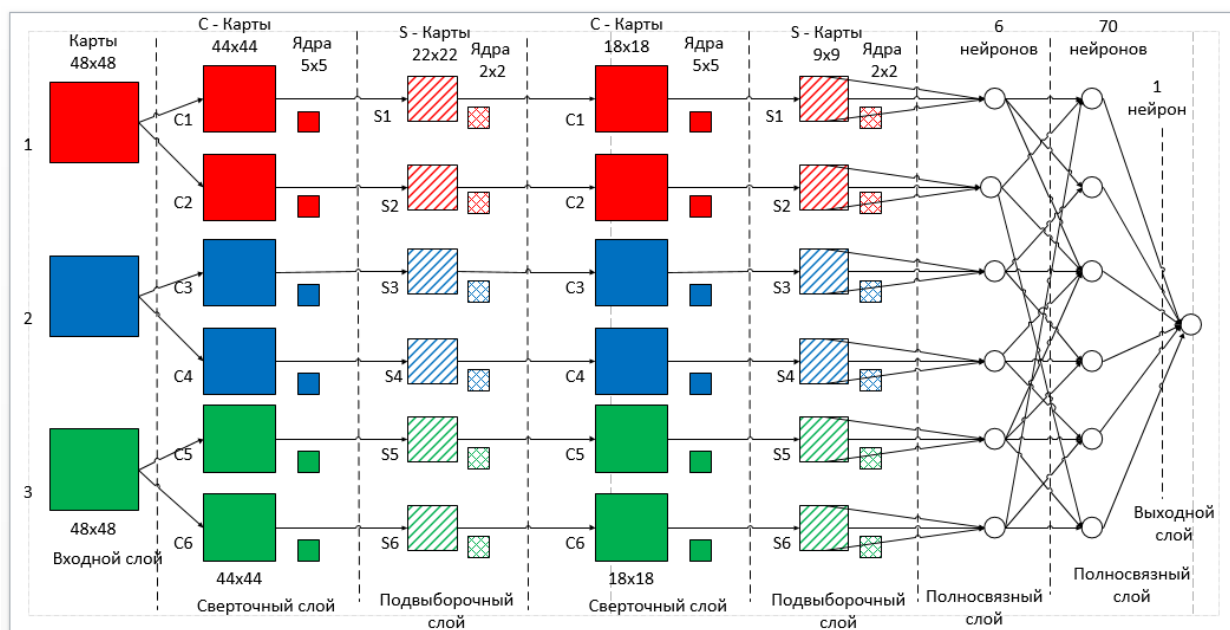 Карты
48x48
С - Карты
44x44
Ядра
5x5
S - Карты
22x22
Ядра
2x2
С - Карты
18x18
Ядра
5x5
S - Карты
9x9
Ядра
2x2
6
нейронов
70
нейронов
1
нейрон
1
C1
S1
C1
S1
C2
S2
C2
S2
2
C3
S3
C3
S3
C4
S4
C4
S4
3
C5
S5
C5
S5
C6
S6
C6
S6
48x48
Входной слой
44x44
Сверточный слой
Подвыборочный
слой
18x18
Сверточный слой
Подвыборочный
слой
Полносвязный
слой
Полносвязный
слой
Выходной
слой